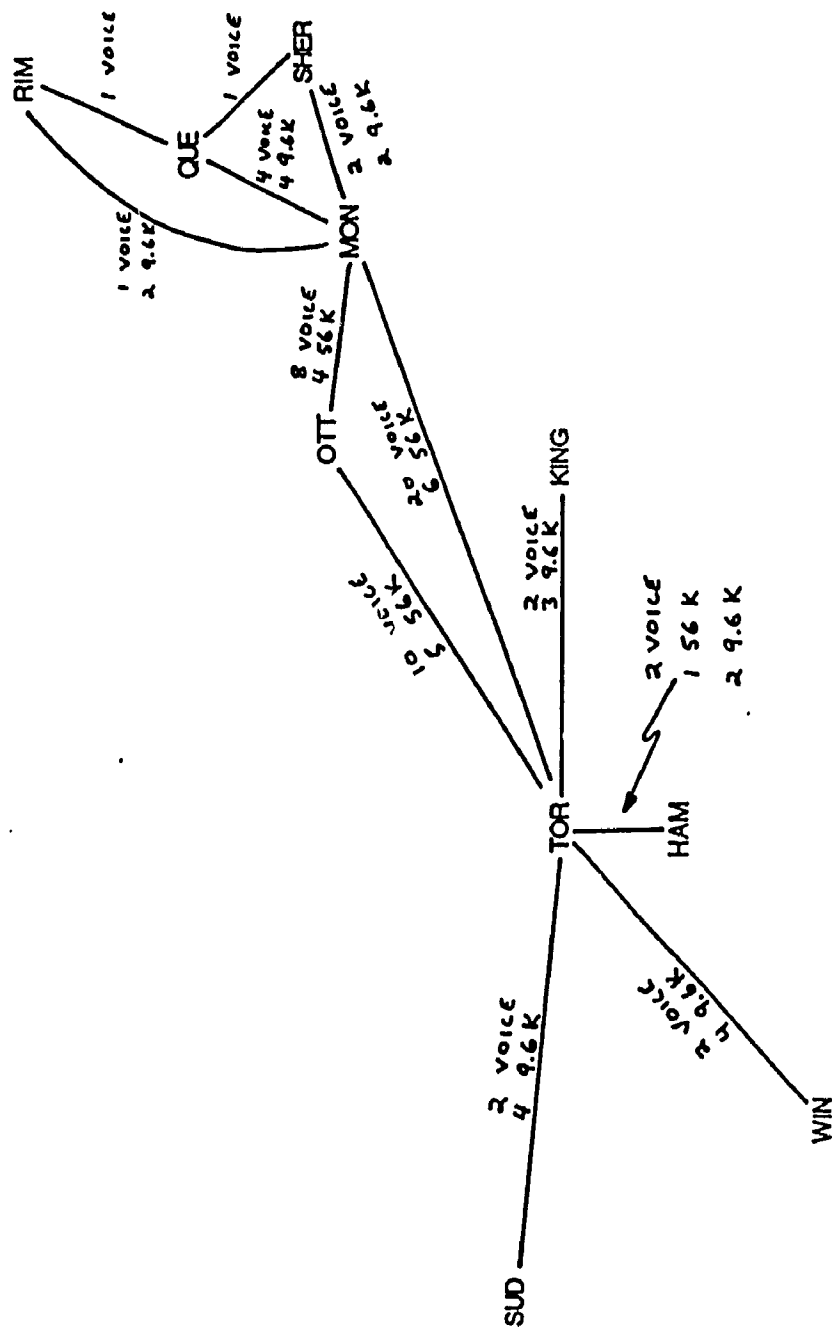 RIM
1 VOICE
1 VOICE
SHER
QUE
4 VOICE
4 9.6K
2 VOICE
2 9.6K
1 VOICE
2 9.6K
MON
8 VOICE
4 56K
OTT
20 VOICE
6 56K
10 VOICE
5 56K
2 VOICE
3 9.6K
KING
2 VOICE
1 56K
2 9.6K
TOR
HAM
2 VOICE
4 9.6K
2 VOICE
4 9.6K
SUD
WIN